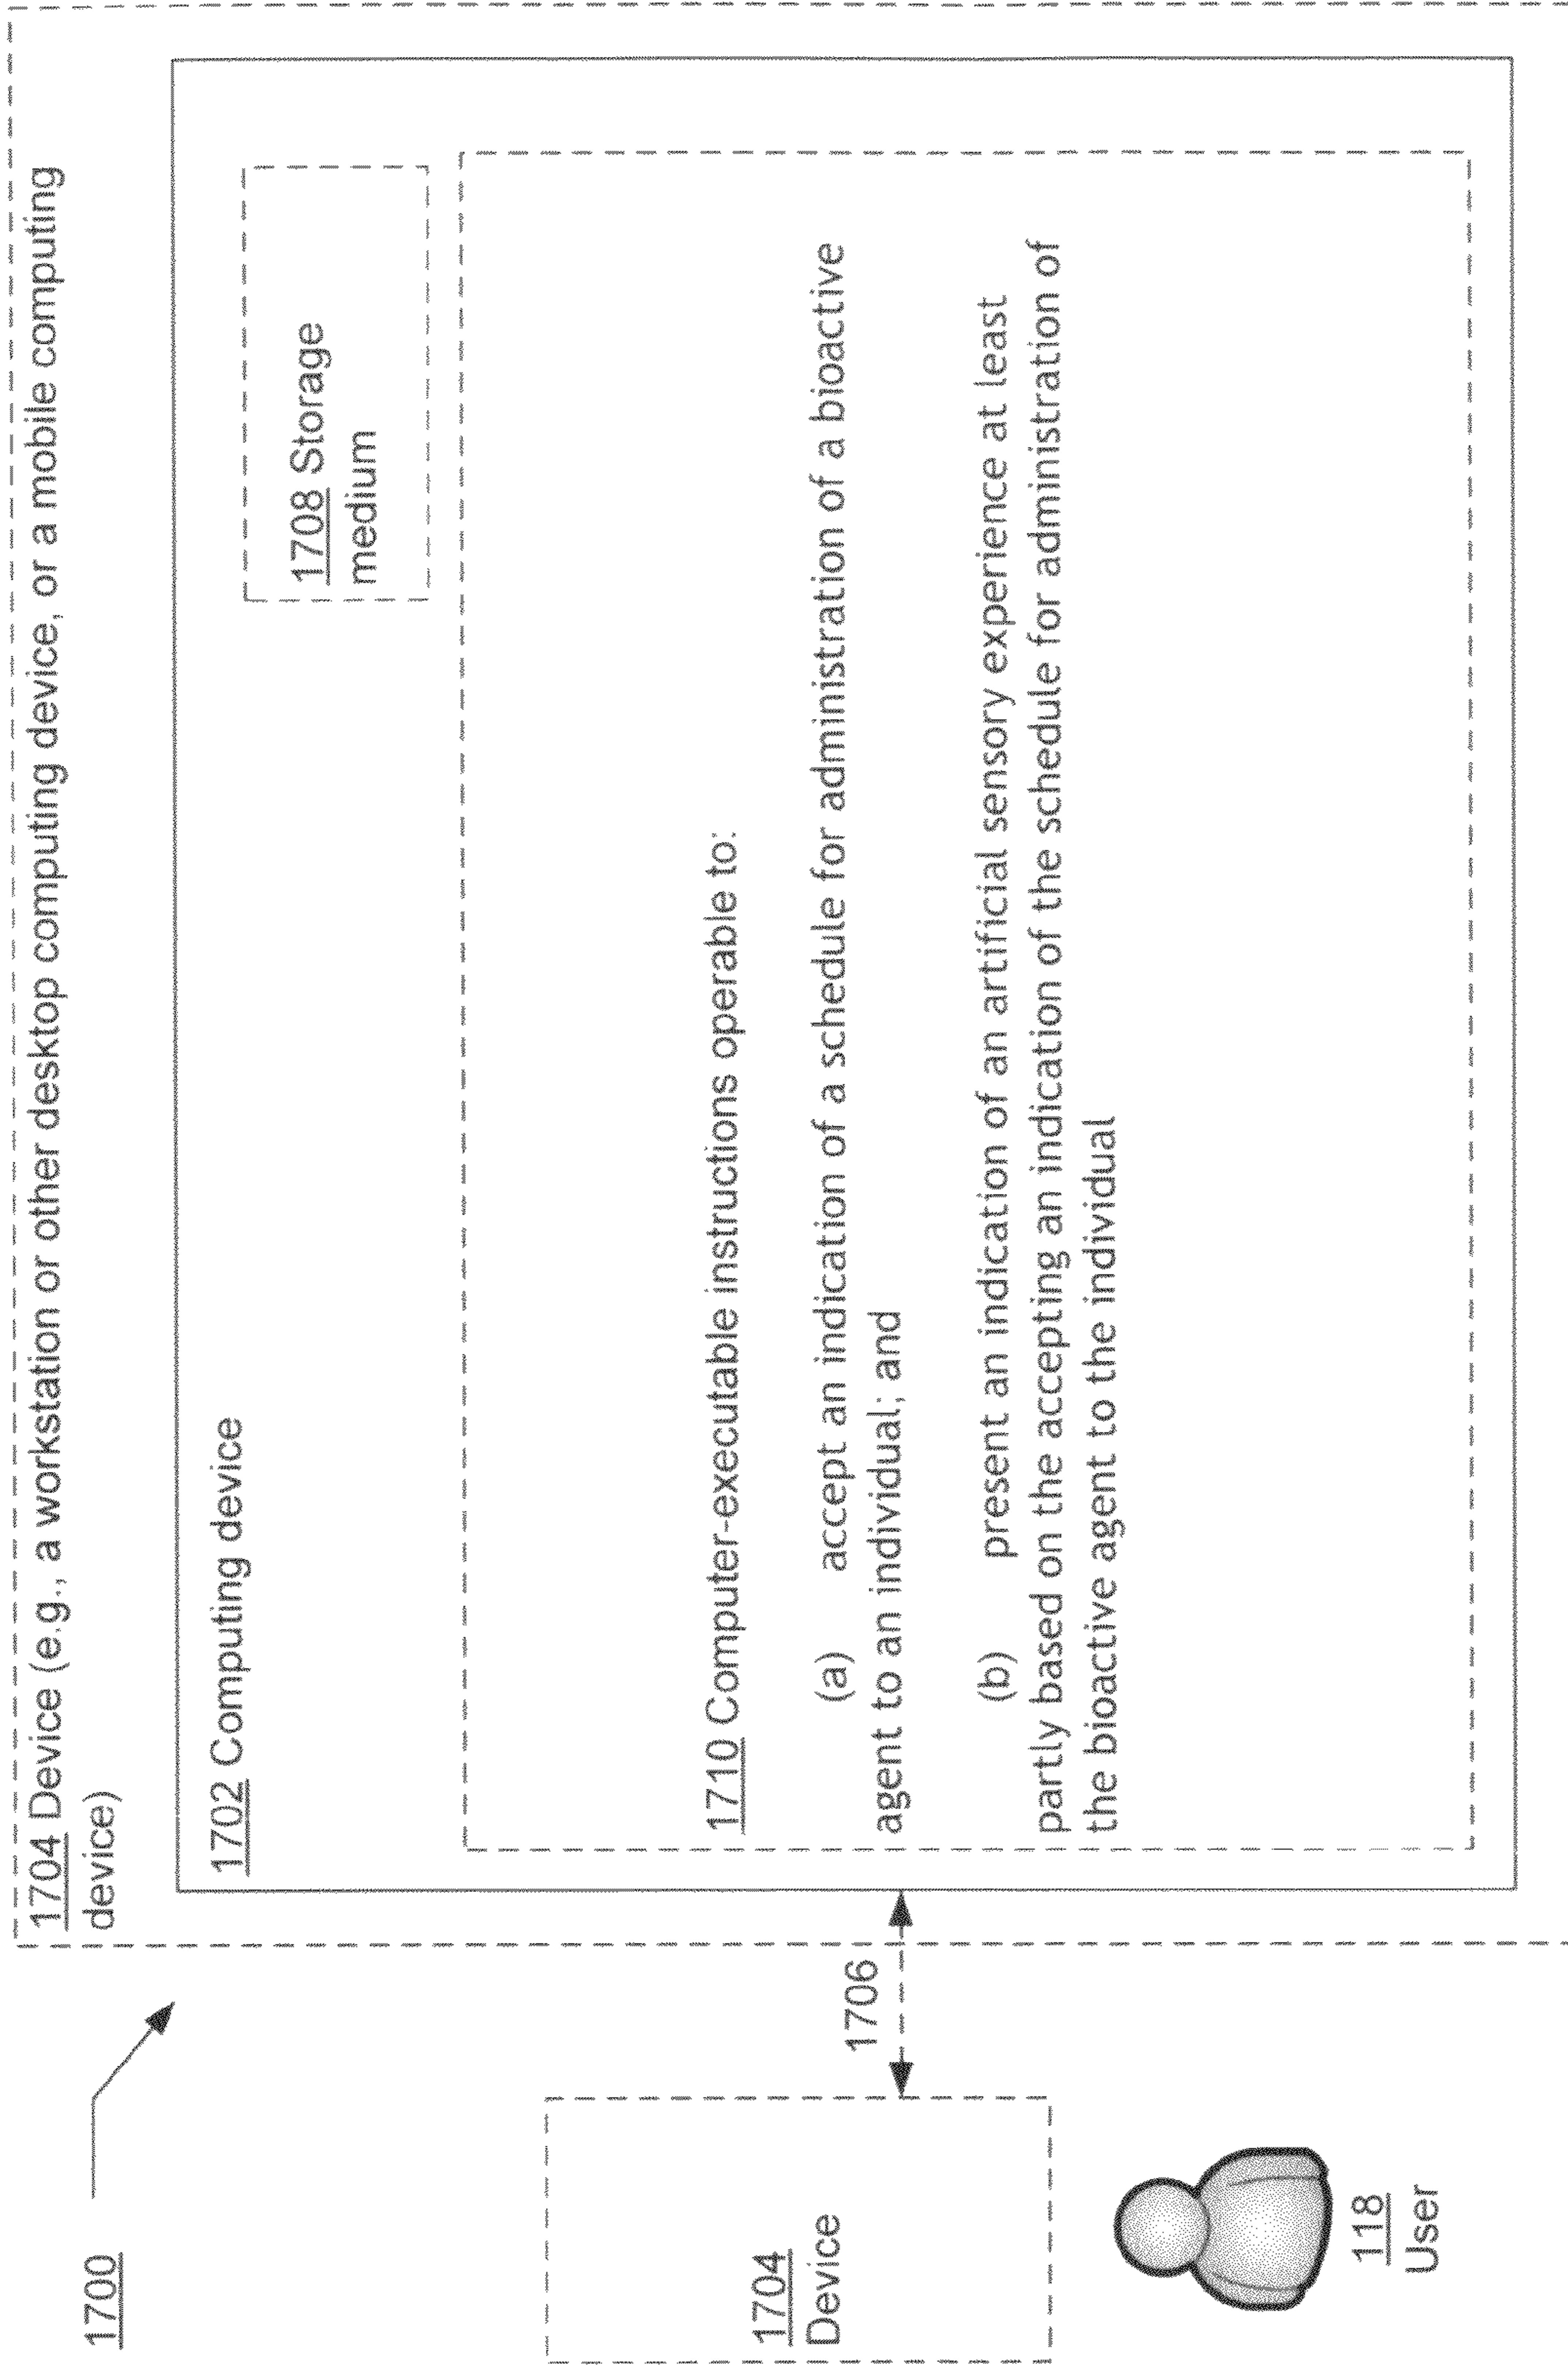 1700
1704 Device (e.g., a workstation or other desktop computing device, or a mobile computing
device)
1702 Computing device
1708 Storage
medium
1710 Computer-executable instructions operable to:
(a) accept an indication of a schedule for administration of a bioactive
agent to an individual; and
(b) present an indication of an artificial sensory experience at least
partly based on the accepting an indication of the schedule for administration of
the bioactive agent to the individual
1706
1704
Device
118
User